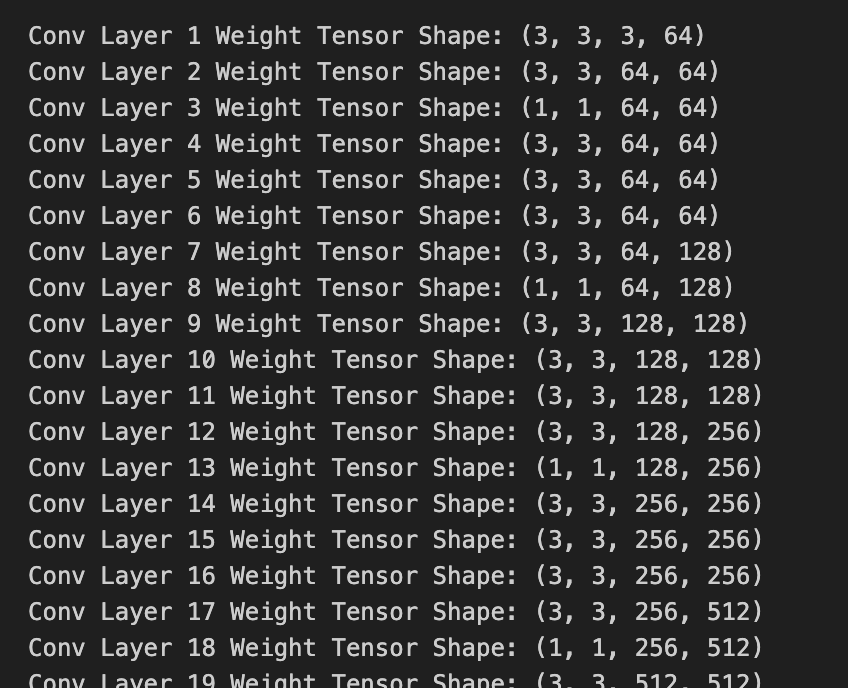 Conv Layer 1 Weight Tensor Shape: (3, 3, 3, 64)
Conv Layer 2 Weight Tensor Shape: (3, 3, 64, 64)
Conv Layer 3 Weight Tensor Shape: (1, 1, 64, 64)
Conv Layer 4 Weight Tensor Shape: (3, 3, 64, 64)
Conv Layer 5 Weight Tensor Shape: (3, 3, 64, 64)
Conv Layer 6 Weight Tensor Shape: (3, 3, 64, 64)
Conv Layer 7 Weight Tensor Shape: (3, 3, 64, 128)
Conv Layer 8 Weight Tensor Shape: (1, 1, 64, 128)
Conv Layer 9 Weight Tensor Shape: (3, 3, 128, 128)
Conv Layer 10 Weight Tensor Shape: (3, 3, 128, 128)
Conv Layer 11 Weight Tensor Shape: (3, 3, 128, 128)
Conv Layer 12 Weight Tensor Shape: (3, 3, 128, 256)
Conv Layer 13 Weight Tensor Shape: (1, 1, 128, 256)
Conv Layer 14 Weight Tensor Shape: (3, 3, 256, 256)
Conv Layer 15 Weight Tensor Shape: (3, 3, 256, 256)
Conv Layer 16 Weight Tensor Shape: (3, 3, 256, 256)
Conv Layer 17 Weight Tensor Shape: (3, 3, 256, 512)
Conv Layer 18 Weight Tensor Shape: (1, 1, 256, 512)
Conv Layer 19 Weight Tensor Shape: (3, 3, 512, 512)